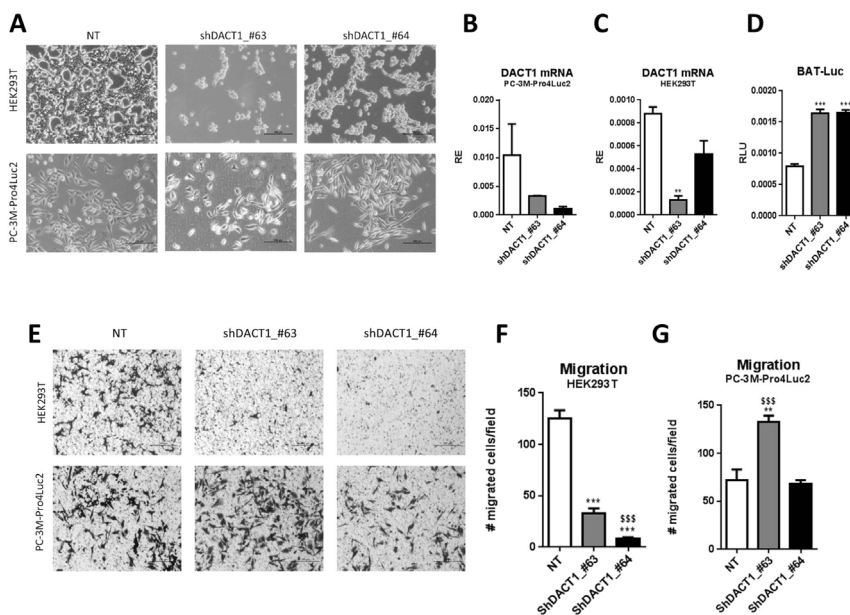 A
NT
shDACT1_#63
shDACT1_#64
HEK293T
PC-3M-Pro4Luc2
B
DACT1 mRNA
PC-3M-Pro4Luc2
RE
0.020
0.015
0.010
0.005
0.000
NT
shDACT1_#63
shDACT1_#64
C
DACT1 mRNA
HEK293T
RE
0.0010
0.0008
0.0006
0.0004
0.0002
0.0000
**
NT
shDACT1_#63
shDACT1_#64
D
BAT-Luc
RLU
0.0020
0.0015
0.0010
0.0005
0.0000
*** ***
NT
shDACT1_#63
shDACT1_#64
E
NT
shDACT1_#63
shDACT1_#64
HEK293T
PC-3M-Pro4Luc2
F
Migration
HEK293T
# migrated cells/field
150
100
50
0
***
$$$
***
NT
ShDACT1_#63
ShDACT1_#64
G
Migration
PC-3M-Pro4Luc2
# migrated cells/field
150
100
50
0
$$$
**
NT
ShDACT1_#63
ShDACT1_#64